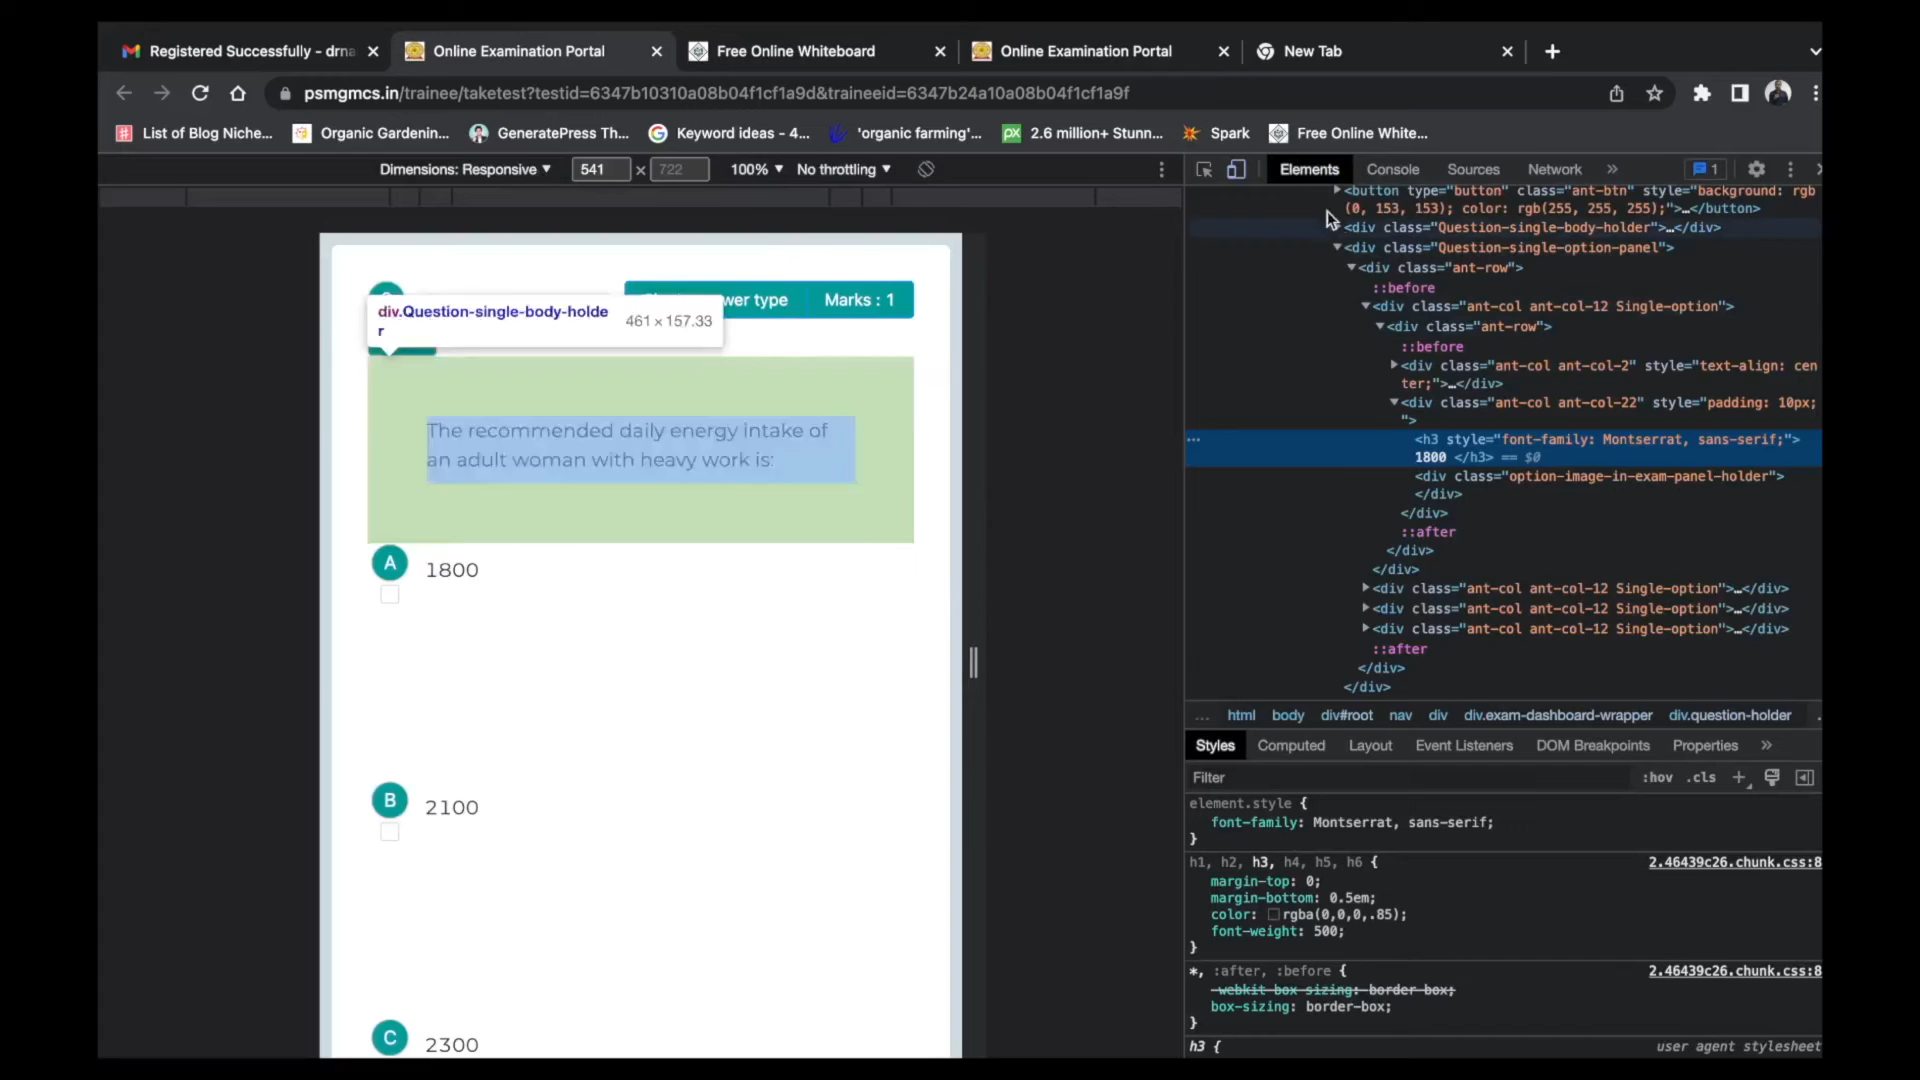 Registered Successfully - drna
Online Examination Portal
Free Online Whiteboard
Online Examination Portal
New Tab
psmgmcs.in/trainee/taketest?testid=6347b10310a08b04f1cf1a9d&traineeid=6347b24a10a08b04f1cf1a9f
List of Blog Niche...
Organic Gardenin...
GeneratePress Th...
Keyword ideas - 4...
'organic farming'...
2.6 million+ Stunn...
Spark
Free Online White...
Dimensions: Responsive
541
722
100%
No throttling
Elements
Console
Sources
Network
1
wer type
Marks : 1
div.Question-single-body-holde
r
461 × 157.33
The recommended daily energy intake of
an adult woman with heavy work is:
A
1800
B
2100
C
2300
<button type="button" class="ant-btn" style="background: rgb
(0, 153, 153); color: rgb(255, 255, 255);">…</button>
<div class="Question-single-body-holder">…</div>
<div class="Question-single-option-panel">
<div class="ant-row">
::before
<div class="ant-col ant-col-12 Single-option">
<div class="ant-row">
::before
<div class="ant-col ant-col-2" style="text-align: cen
ter;">…</div>
<div class="ant-col ant-col-22" style="padding: 10px;
">
<h3 style="font-family: Montserrat, sans-serif;">
1800 </h3> == $0
<div class="option-image-in-exam-panel-holder">
</div>
</div>
::after
</div>
</div>
<div class="ant-col ant-col-12 Single-option">…</div>
<div class="ant-col ant-col-12 Single-option">…</div>
<div class="ant-col ant-col-12 Single-option">…</div>
::after
</div>
</div>
... html body div#root nav div div.exam-dashboard-wrapper div.question-holder
Styles
Computed
Layout
Event Listeners
DOM Breakpoints
Properties
Filter
:hov .cls
element.style {
font-family: Montserrat, sans-serif;
}
h1, h2, h3, h4, h5, h6 {
2.46439c26.chunk.css:8
margin-top: 0;
margin-bottom: 0.5em;
color: rgba(0,0,0,.85);
font-weight: 500;
}
*, :after, :before {
2.46439c26.chunk.css:8
-webkit-box-sizing: border-box;
box-sizing: border-box;
}
h3 {
user agent stylesheet